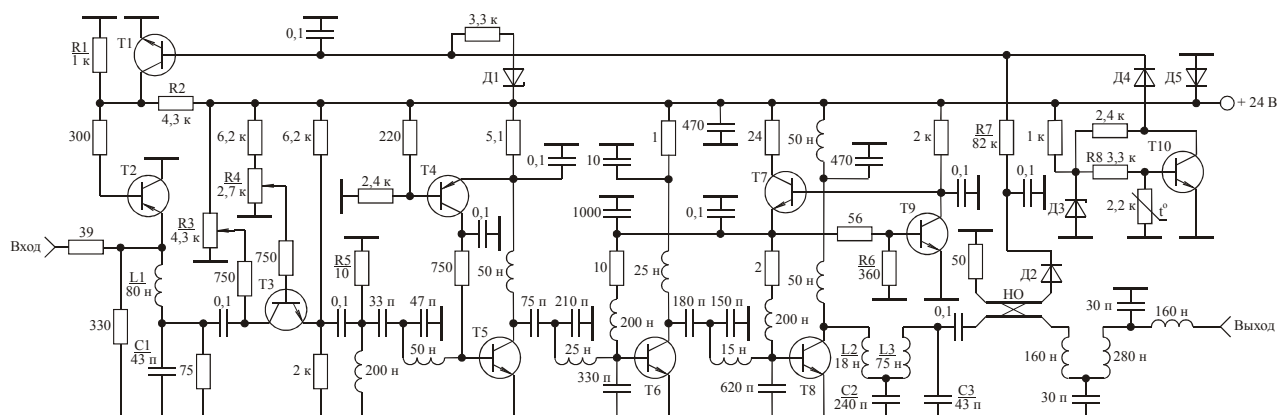 3,3 к
0,1
R1
1 к
T1
Д1
Д4
Д5
+ 24 В
R2
4,3 к
300
6,2 к
6,2 к
220
5,1
0,1
1
10
470
24
50 н
470
2 к
R7
82 к
1 к
2,4 к
R8 3,3 к
T10
T2
R4
2,7 к
2,4 к
T4
T7
0,1
0,1
Д3
2,2 к
t°
R3
4,3 к
0,1
1000
0,1
56
T9
Вход
39
750
750
R5
10
750
50 н
10
25 н
2
50 н
R6
360
50
Д2
L1
80 н
T3
0,1
0,1
33 п
47 п
75 п
210 п
200 н
180 п
150 п
200 н
НО
0,1
30 п
160 н
Выход
330
C1
43 п
75
2 к
200 н
50 н
T5
25 н
330 п
T6
15 н
620 п
T8
L2
18 н
L3
75 н
C2
240 п
C3
43 п
160 н
280 н
30 п